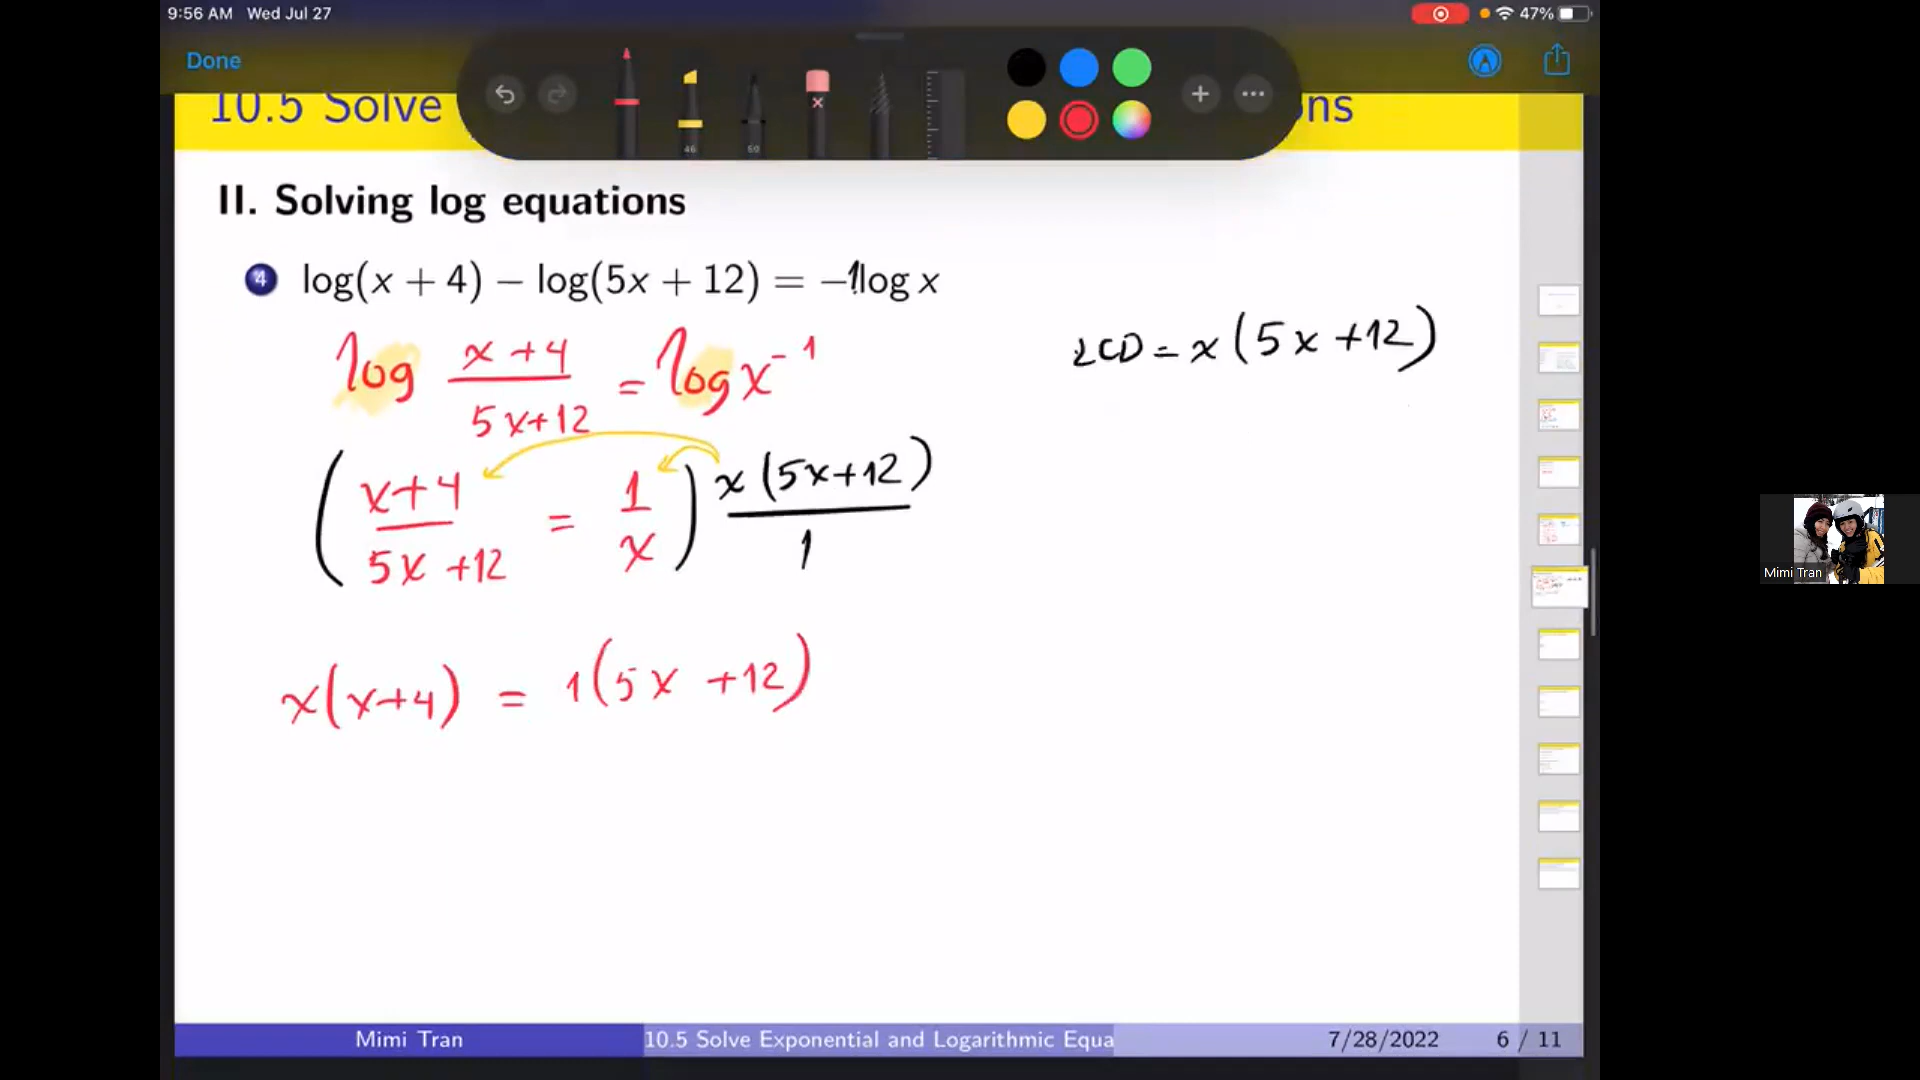 9:56 AM Wed Jul 27
47%
Done
10.5 Solve
ons
46
50
II. Solving log equations
4 log(x + 4) − log(5x + 12) = −1log x
log x+4/5x+12 = log x⁻¹
LCD = x(5x+12)
(x+4/5x+12 = 1/x) x(5x+12)/1
x(x+4) = 1(5x+12)
Mimi Tran
Mimi Tran
10.5 Solve Exponential and Logarithmic Equa
7/28/2022
6 / 11